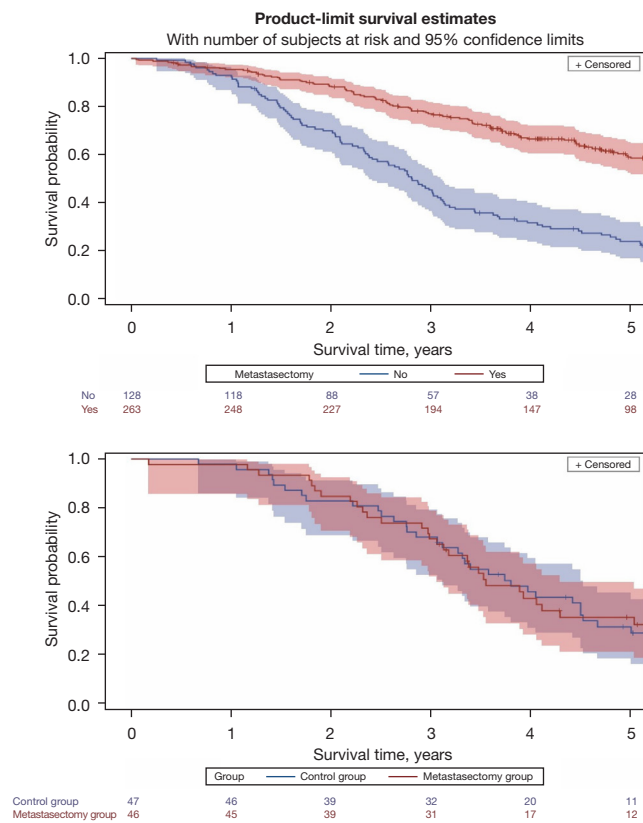 Product-limit survival estimates
With number of subjects at risk and 95% confidence limits
+ Censored
Survival probability
1.0
0.8
0.6
0.4
0.2
0.0
0 1 2 3 4 5
Survival time, years
Metastasectomy No Yes
No 128 118 88 57 38 28
Yes 263 248 227 194 147 98
+ Censored
Survival probability
1.0
0.8
0.6
0.4
0.2
0.0
0 1 2 3 4 5
Survival time, years
Group Control group Metastasectomy group
Control group 47 46 39 32 20 11
Metastasectomy group 46 45 39 31 17 12